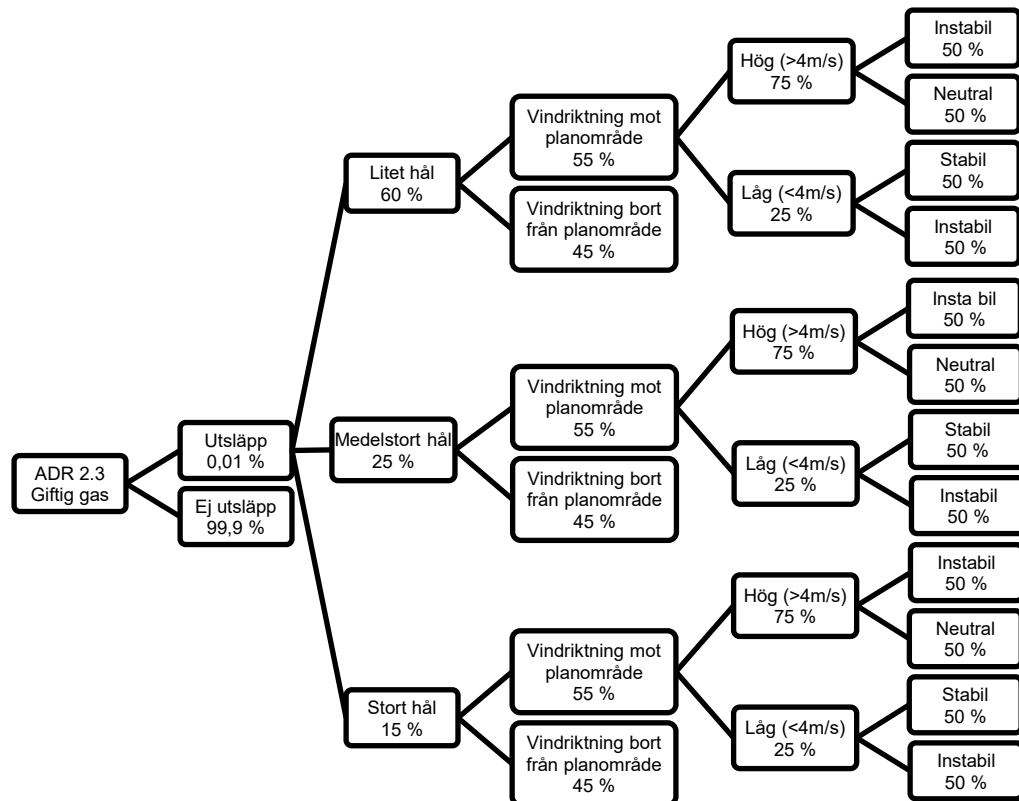 ADR 2.3
Giftig gas
Utsläpp
0,01 %
Ej utsläpp
99,9 %
Litet hål
60 %
Vindriktning mot
planområde
55 %
Vindriktning bort
från planområde
45 %
Hög (>4m/s)
75 %
Instabil
50 %
Neutral
50 %
Låg (<4m/s)
25 %
Stabil
50 %
Instabil
50 %
Medelstort hål
25 %
Vindriktning mot
planområde
55 %
Vindriktning bort
från planområde
45 %
Hög (>4m/s)
75 %
Insta bil
50 %
Neutral
50 %
Låg (<4m/s)
25 %
Stabil
50 %
Instabil
50 %
Stort hål
15 %
Vindriktning mot
planområde
55 %
Vindriktning bort
från planområde
45 %
Hög (>4m/s)
75 %
Instabil
50 %
Neutral
50 %
Låg (<4m/s)
25 %
Stabil
50 %
Instabil
50 %